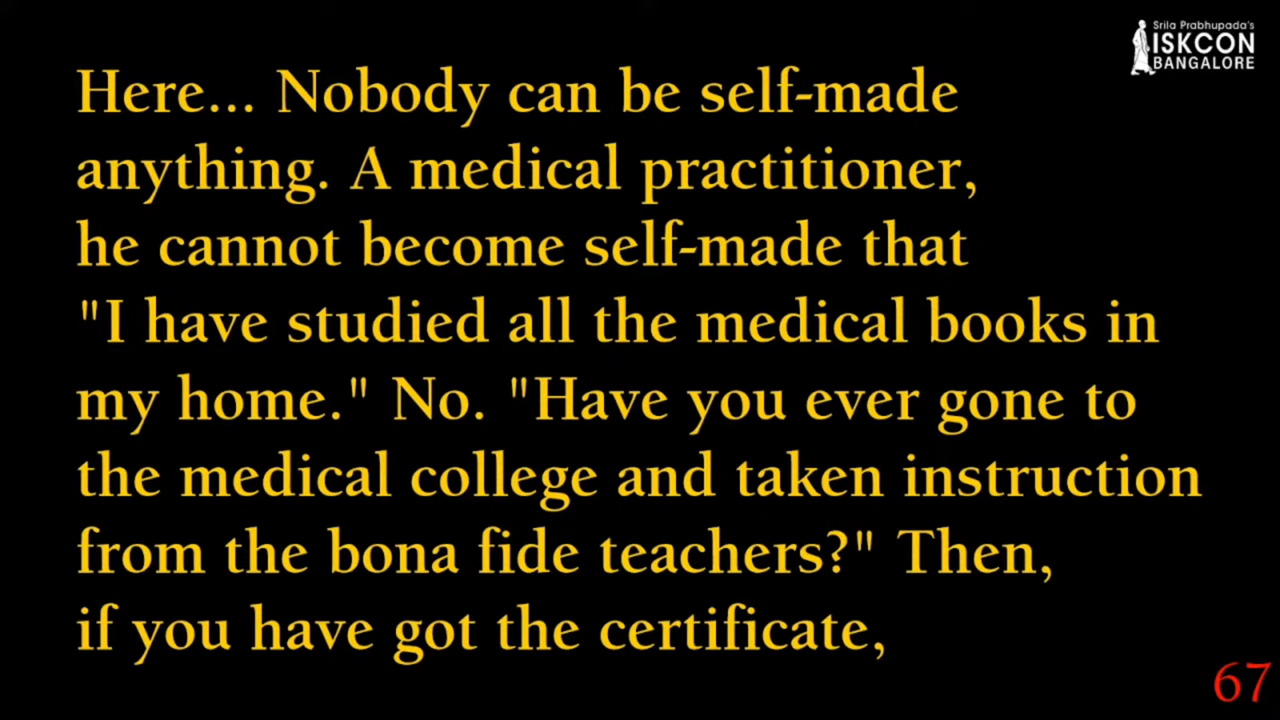 Srila Prabhupada's
ISKCON
BANGALORE
Here... Nobody can be self-made
anything. A medical practitioner,
he cannot become self-made that
"I have studied all the medical books in
my home." No. "Have you ever gone to
the medical college and taken instruction
from the bona fide teachers?" Then,
if you have got the certificate,
67